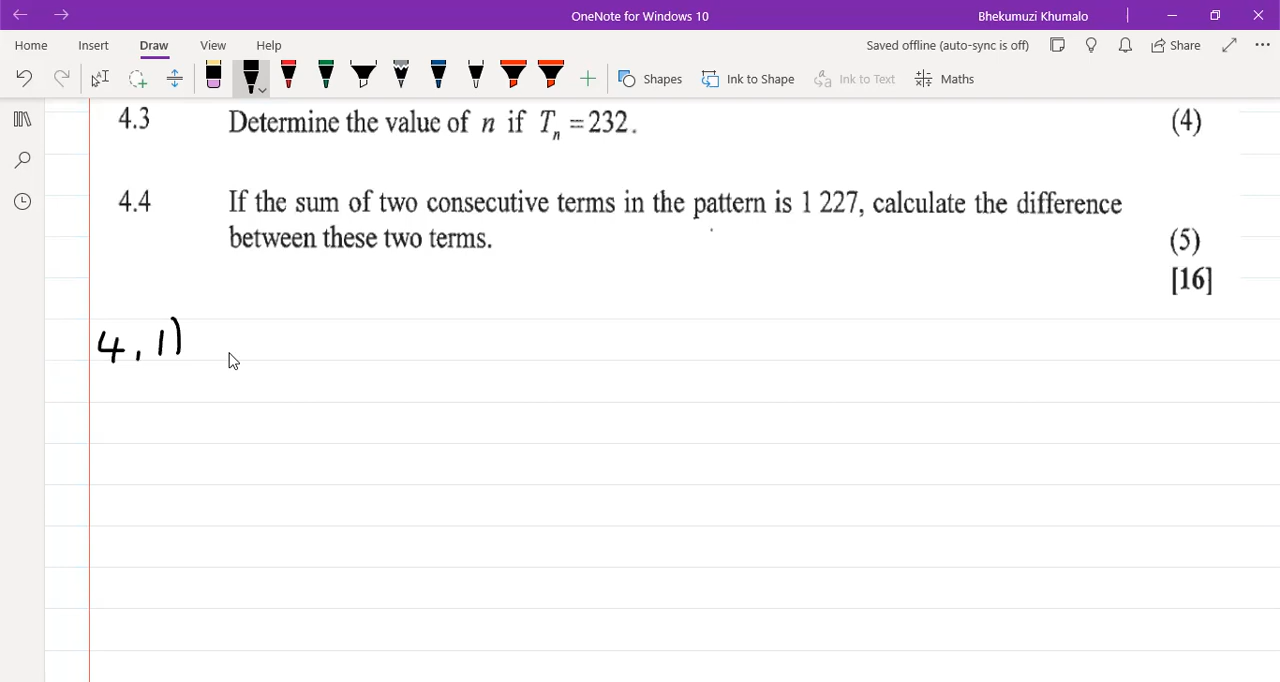 OneNote for Windows 10
Bhekumuzi Khumalo
Home Insert Draw View Help
Saved offline (auto-sync is off) Share
Shapes Ink to Shape Ink to Text Maths
4.3 Determine the value of n if Tₙ = 232. (4)
4.4 If the sum of two consecutive terms in the pattern is 1 227, calculate the difference
between these two terms. (5)
[16]
4,1)